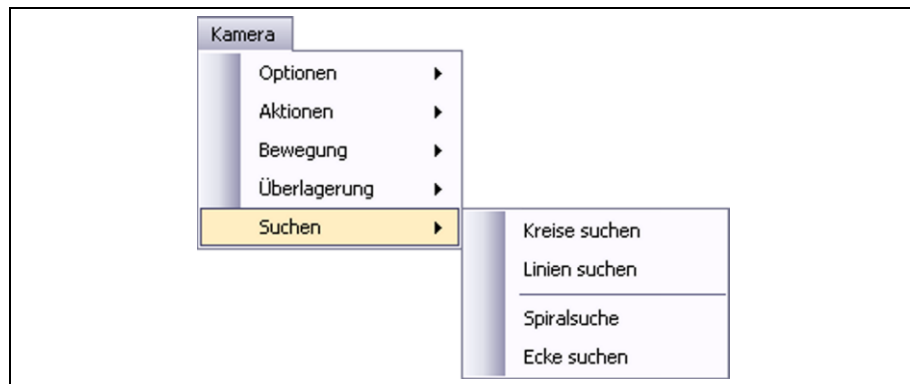 Kamera
Optionen
Aktionen
Bewegung
Überlagerung
Suchen
Kreise suchen
Linien suchen
Spiralsuche
Ecke suchen